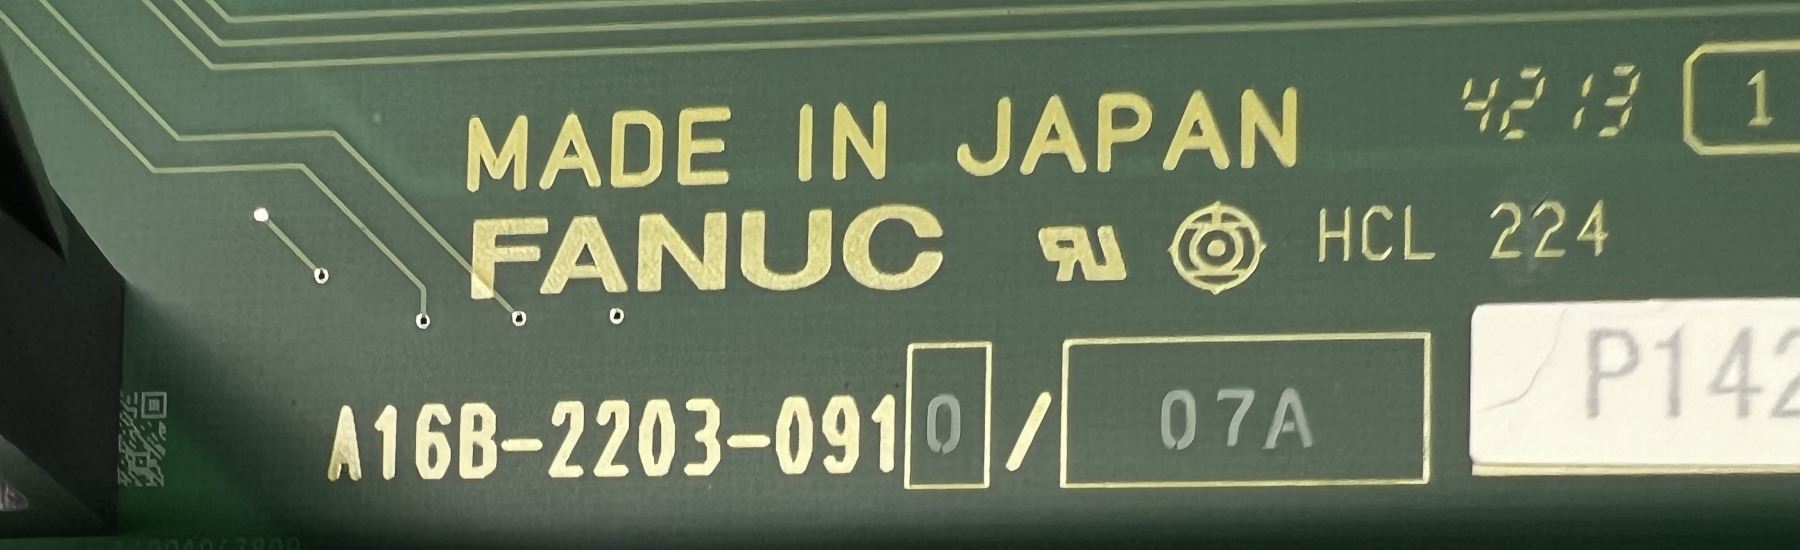 MADE IN JAPAN 4213 1
FANUC HCL 224
A16B-2203-0910/07A P142